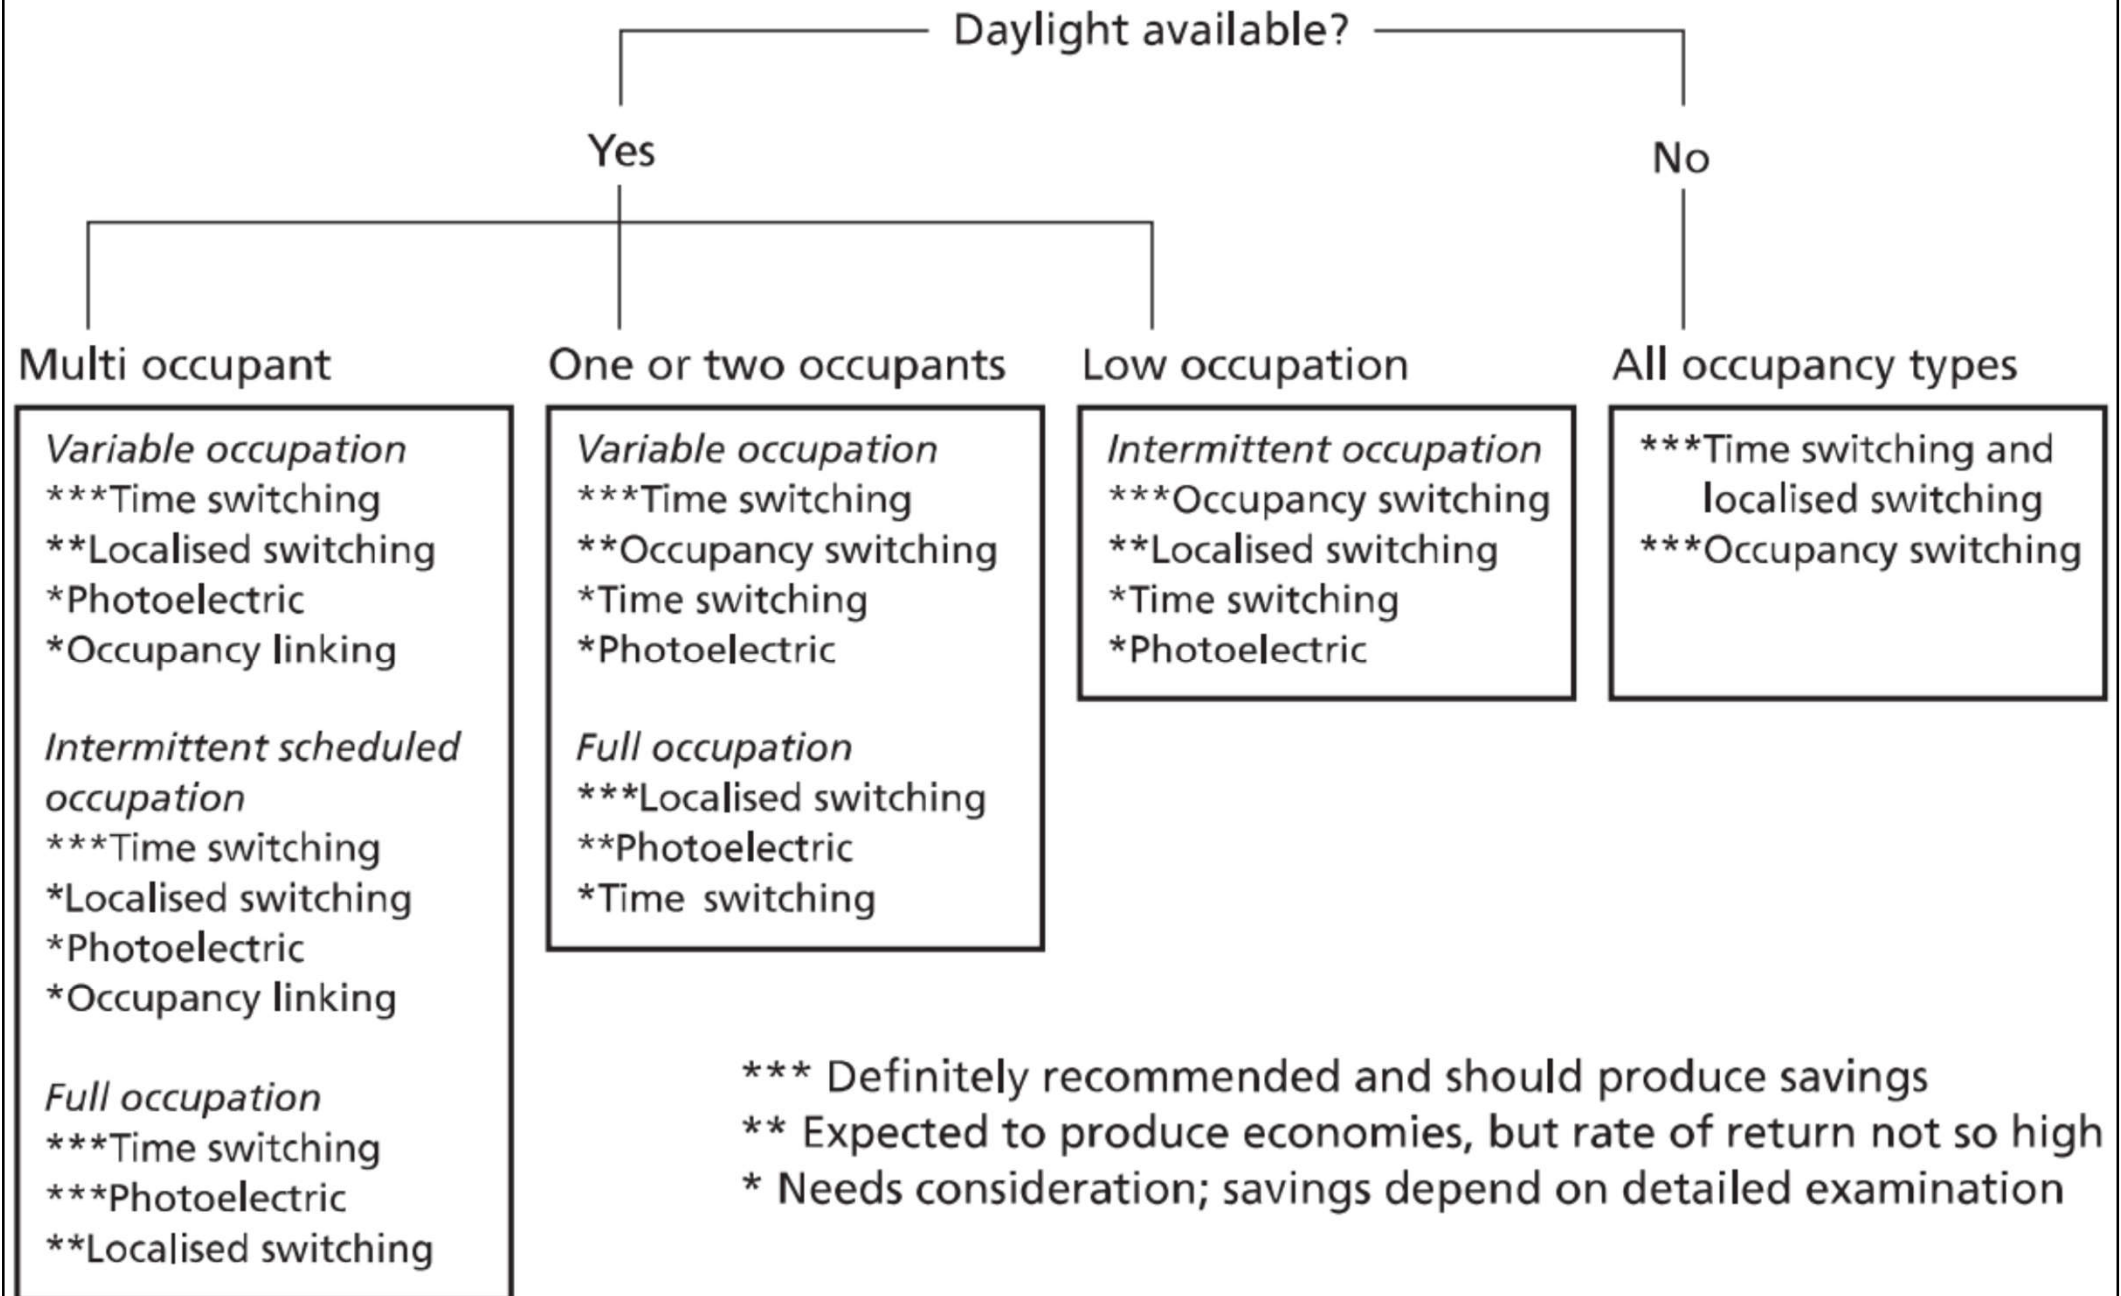 Daylight available?
Yes
No
Multi occupant
Variable occupation
***Time switching
**Localised switching
*Photoelectric
*Occupancy linking
Intermittent scheduled
occupation
***Time switching
*Localised switching
*Photoelectric
*Occupancy linking
Full occupation
***Time switching
***Photoelectric
**Localised switching
One or two occupants
Variable occupation
***Time switching
**Occupancy switching
*Time switching
*Photoelectric
Full occupation
***Localised switching
**Photoelectric
*Time switching
Low occupation
Intermittent occupation
***Occupancy switching
**Localised switching
*Time switching
*Photoelectric
All occupancy types
***Time switching and
localised switching
***Occupancy switching
*** Definitely recommended and should produce savings
** Expected to produce economies, but rate of return not so high
* Needs consideration; savings depend on detailed examination